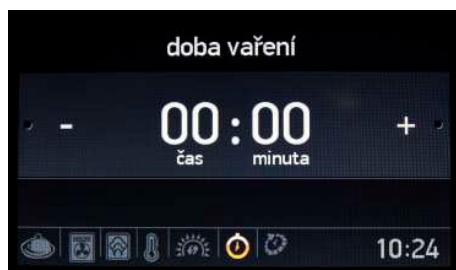 doba vaření
- 00 : 00 +
čas minuta
10:24